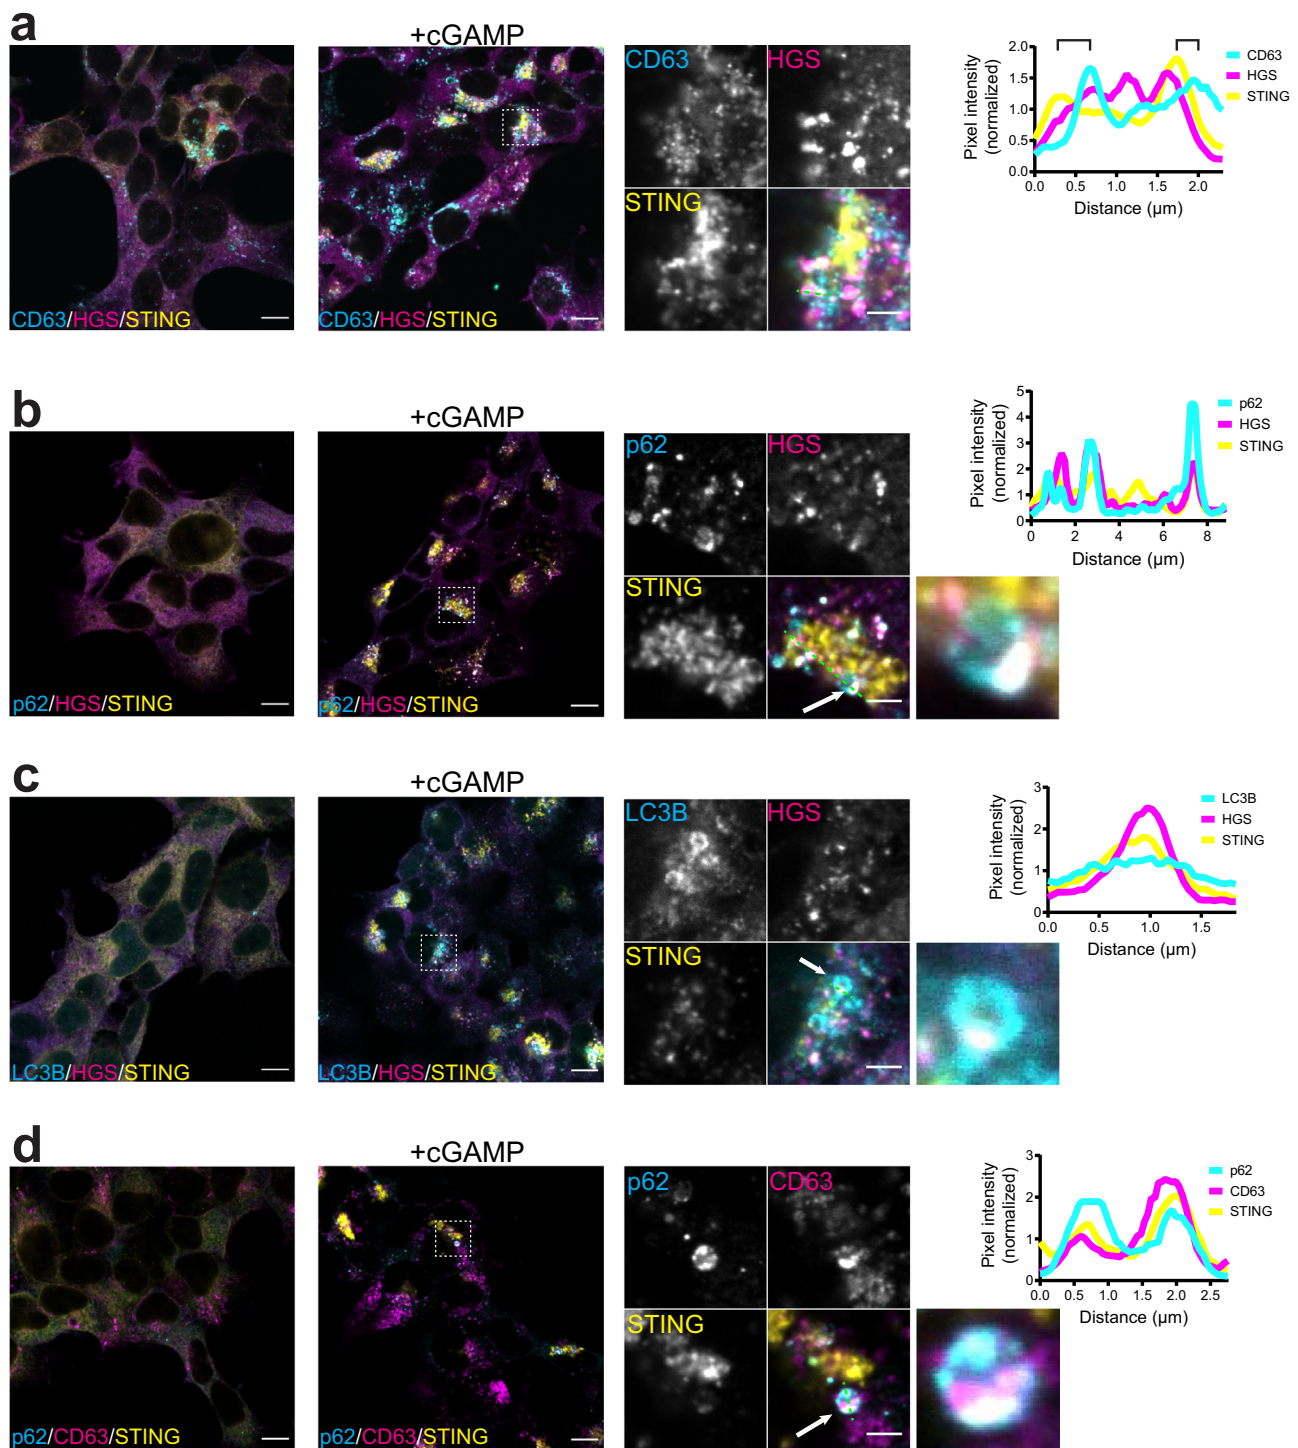 a
+cGAMP
CD63/HGS/STING
CD63/HGS/STING
CD63
HGS
STING
Pixel intensity
(normalized)
2.0
1.5
1.0
0.5
0.0
0.0
0.5
1.0
1.5
2.0
Distance (µm)
CD63
HGS
STING
b
+cGAMP
p62/HGS/STING
p62/HGS/STING
p62
HGS
STING
Pixel intensity
(normalized)
5
4
3
2
1
0
0
2
4
6
8
Distance (µm)
p62
HGS
STING
c
+cGAMP
LC3B/HGS/STING
LC3B/HGS/STING
LC3B
HGS
STING
Pixel intensity
(normalized)
3
2
1
0
0.0
0.5
1.0
1.5
Distance (µm)
LC3B
HGS
STING
d
+cGAMP
p62/CD63/STING
p62/CD63/STING
p62
CD63
STING
Pixel intensity
(normalized)
3
2
1
0
0.0
0.5
1.0
1.5
2.0
2.5
Distance (µm)
p62
CD63
STING